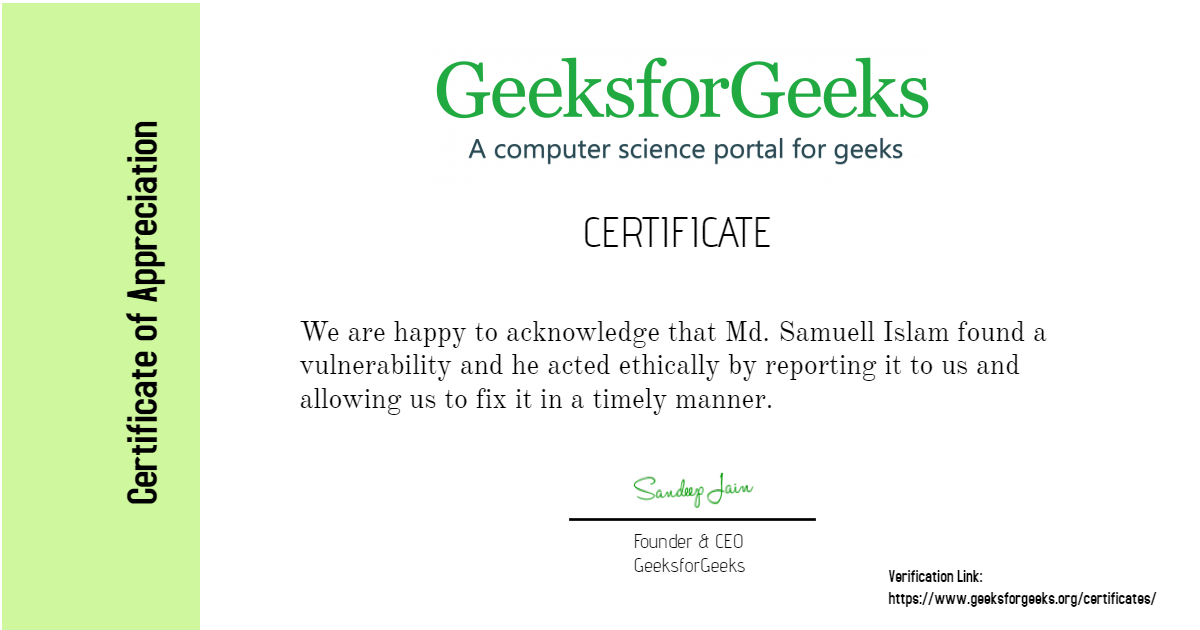 Certificate of Appreciation
GeeksforGeeks
A computer science portal for geeks
CERTIFICATE
We are happy to acknowledge that Md. Samuell Islam found a
vulnerability and he acted ethically by reporting it to us and
allowing us to fix it in a timely manner.
Sandeep Jain
Founder & CEO
GeeksforGeeks
Verification Link:
https://www.geeksforgeeks.org/certificates/